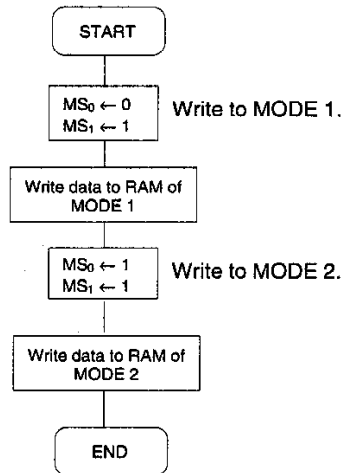 START
MS₀ ← 0
MS₁ ← 1
Write to MODE 1.
Write data to RAM of
MODE 1
MS₀ ← 1
MS₁ ← 1
Write to MODE 2.
Write data to RAM of
MODE 2
END